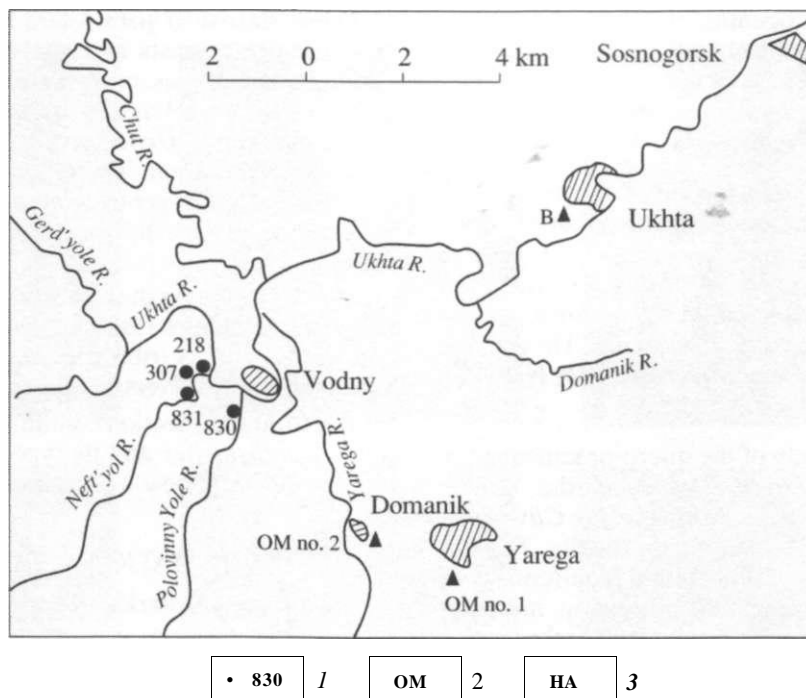 2 0 2 4 km
Sosnogorsk
Chut R.
B
Ukhta
Gerd'yole R.
Ukhta R.
Ukhta R.
218
307
Vodny
Domanik R.
831
830
Neft'yol R.
Polovinny Yole R.
Yarega R.
Domanik
OM no. 2
Yarega
OM no. 1
• 830 1 OM 2 HA 3